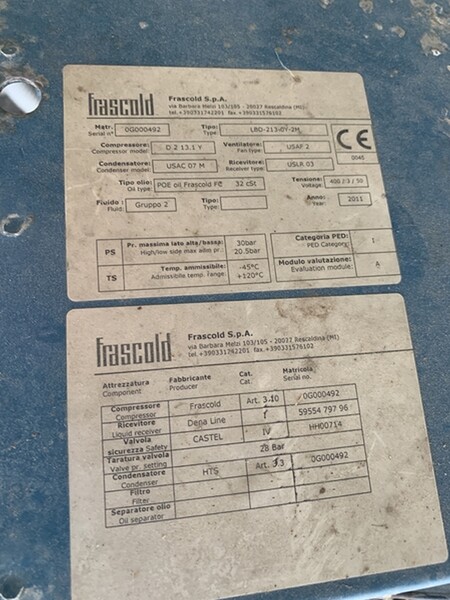 frascold
Frascold S.p.A.
via Barbara Melzi 103/105 - 20027 Rescaldina (MI)
tel.+390331742201 fax.+390331576102
Matr. 0G000492 Tipo: LBD-213-0Y-2M
Serial n° Type:
Compressore: D 2 13.1 Y Ventilatore: USAP 2
Compressor model: Fan type:
CE
0045
Condensatore: USAC 07 M Ricevitore: USLR 03
Condenser model: Receiver type:
Tipo olio: POE oil Frascold FC 32 cSt Tensione: 400 / 3 / 50
Oil type: Voltage:
Fluido: Gruppo 2 Tipo: Anno: 2011
Fluid: Type: Year:
PS Pr. massima lato alta/bassa: 30bar
High/low side max allow pr.: 20.5bar
Categoria PED: 1
PED Category:
TS Temp. ammissibile: -45°C
Admissibile temp. range: +120°C
Modulo valutazione: A
Evaluation module:
frascold
Frascold S.p.A.
via Barbara Melzi 103/105 - 20027 Rescaldina (MI)
tel.+390331742201 fax.+390331576102
Attrezzatura Fabbricante Cat. Matricola
Component Producer Cat. Serial no.
Compressore Frascold Art. 3.10 0G000492
Compressor
Ricevitore Dena Line I 59554 797 96
Liquid receiver
Valvola CASTEL IV HH00714
sicurezza Safety
Taratura valvola 28 Bar
Valve pr. setting
Condensatore HTS Art. 3.3 0G000492
Condenser
Filtro - - -
Filter
Separatore olio - - -
Oil separator